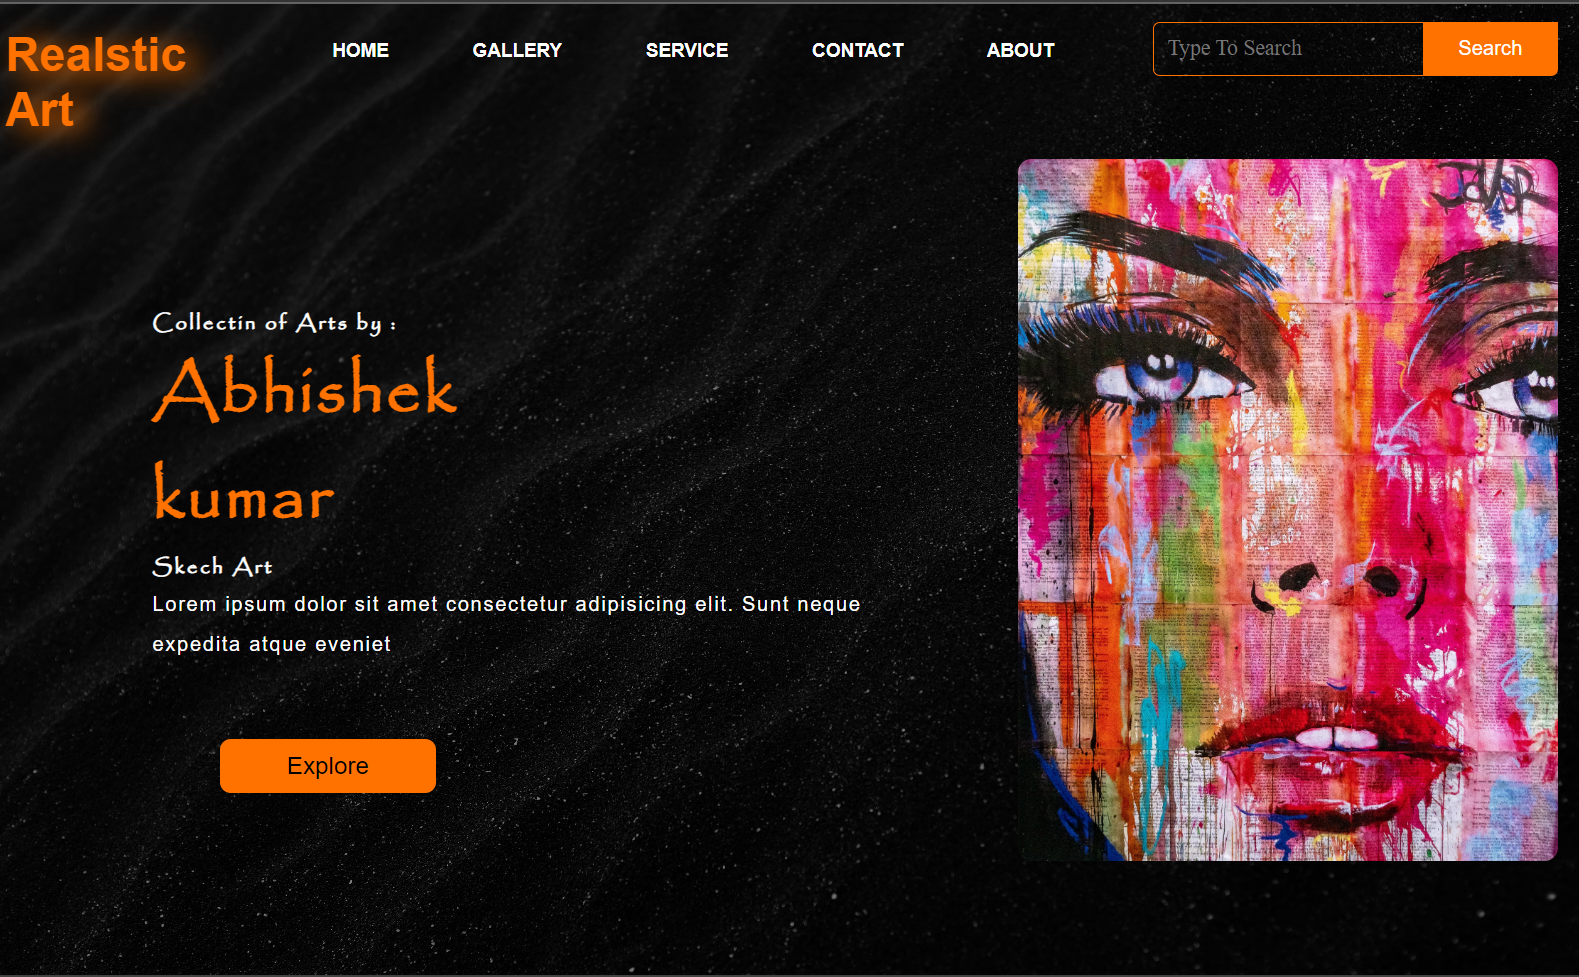 Realstic
Art
HOME GALLERY SERVICE CONTACT ABOUT
Type To Search Search
Collectin of Arts by :
Abhishek
kumar
Skech Art
Lorem ipsum dolor sit amet consectetur adipisicing elit. Sunt neque
expedita atque eveniet
Explore